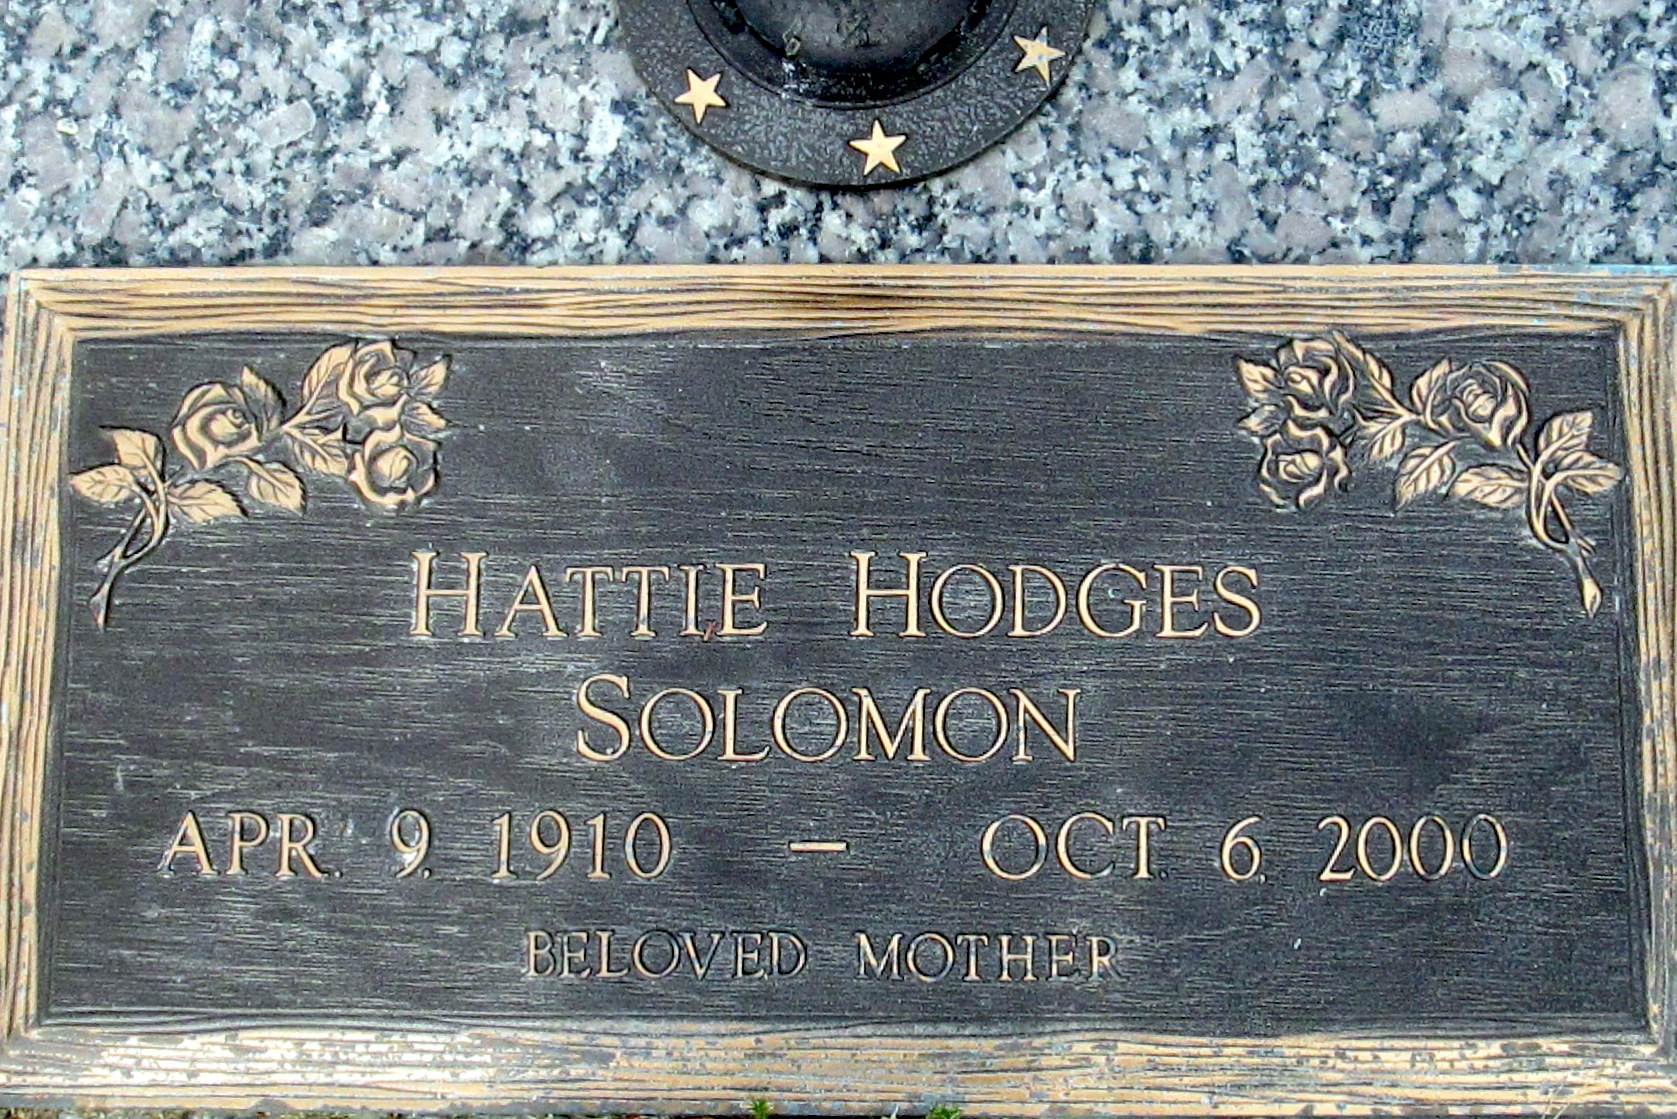 HATTIE HODGES
SOLOMON
APR. 9, 1910 — OCT. 6, 2000
BELOVED MOTHER